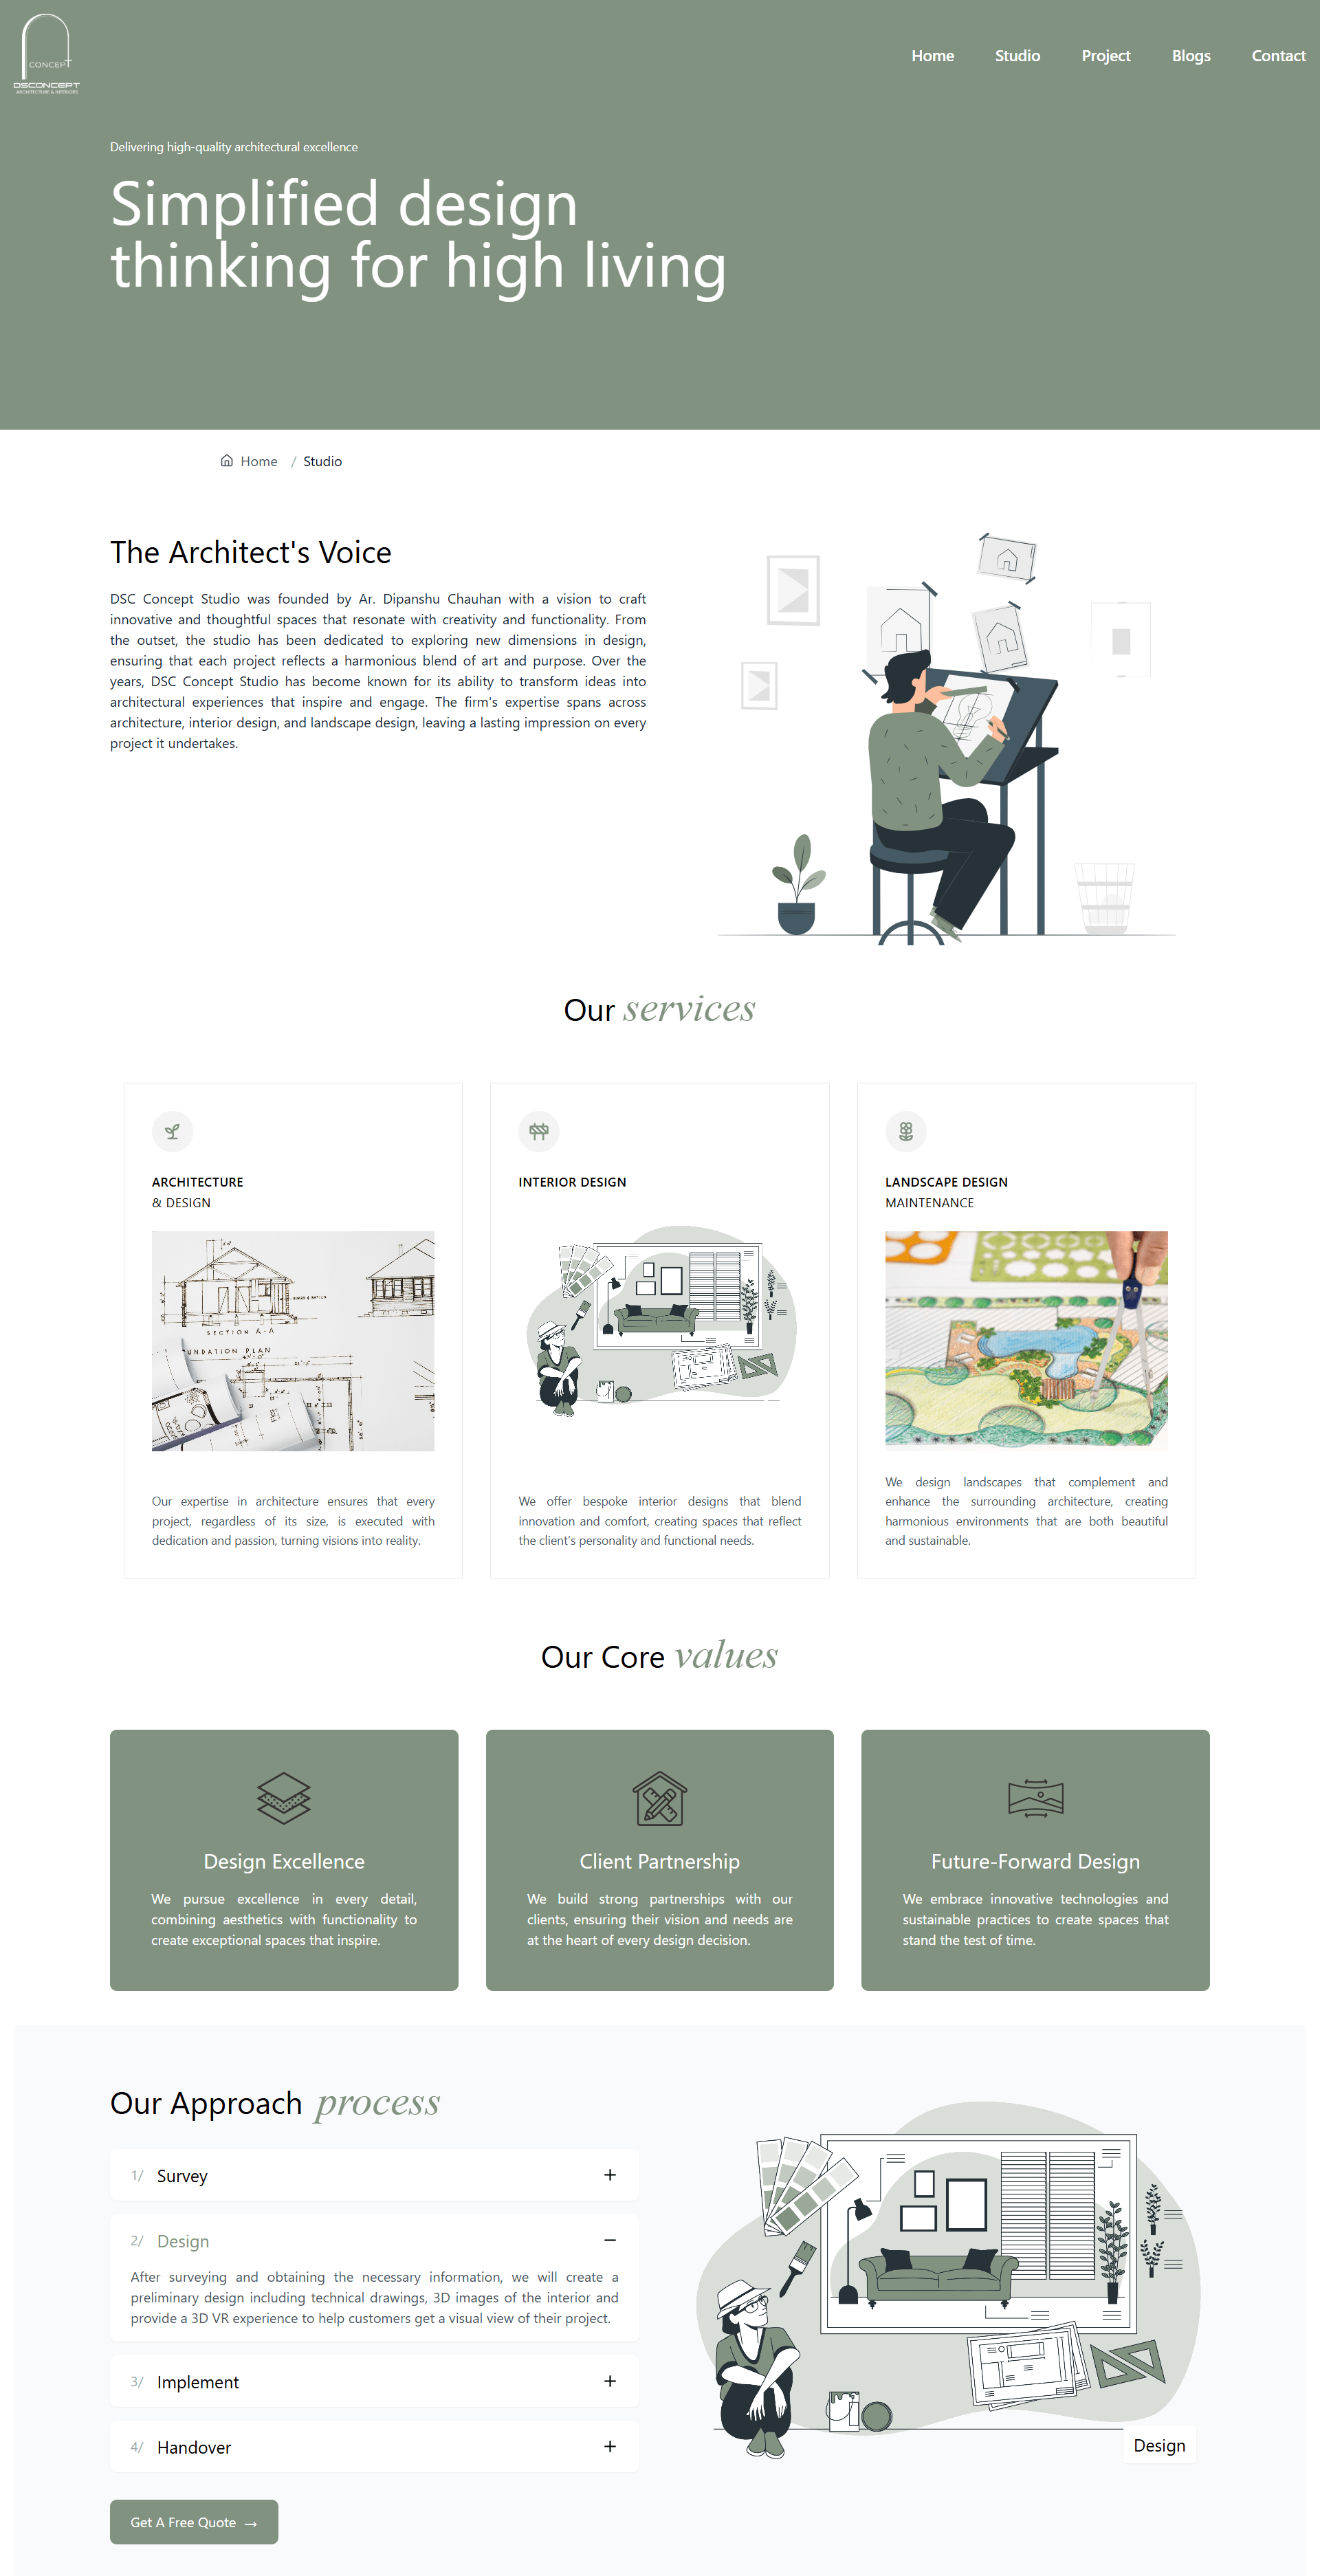 CONCEPT
DSCONCEPT
ARCHITECTURE & INTERIORS
Home
Studio
Project
Blogs
Contact
Delivering high-quality architectural excellence
Simplified design
thinking for high living
Home / Studio
The Architect's Voice
DSC Concept Studio was founded by Ar. Dipanshu Chauhan with a vision to craft
innovative and thoughtful spaces that resonate with creativity and functionality. From
the outset, the studio has been dedicated to exploring new dimensions in design,
ensuring that each project reflects a harmonious blend of art and purpose. Over the
years, DSC Concept Studio has become known for its ability to transform ideas into
architectural experiences that inspire and engage. The firm's expertise spans across
architecture, interior design, and landscape design, leaving a lasting impression on every
project it undertakes.
Our services
ARCHITECTURE
& DESIGN
SECTION A-A
UNDATION PLAN
Our expertise in architecture ensures that every
project, regardless of its size, is executed with
dedication and passion, turning visions into reality.
INTERIOR DESIGN
We offer bespoke interior designs that blend
innovation and comfort, creating spaces that reflect
the client's personality and functional needs.
LANDSCAPE DESIGN
MAINTENANCE
We design landscapes that complement and
enhance the surrounding architecture, creating
harmonious environments that are both beautiful
and sustainable.
Our Core values
Design Excellence
We pursue excellence in every detail,
combining aesthetics with functionality to
create exceptional spaces that inspire.
Client Partnership
We build strong partnerships with our
clients, ensuring their vision and needs are
at the heart of every design decision.
Future-Forward Design
We embrace innovative technologies and
sustainable practices to create spaces that
stand the test of time.
Our Approach process
1/ Survey +
2/ Design −
After surveying and obtaining the necessary information, we will create a
preliminary design including technical drawings, 3D images of the interior and
provide a 3D VR experience to help customers get a visual view of their project.
3/ Implement +
4/ Handover +
Get A Free Quote →
Design